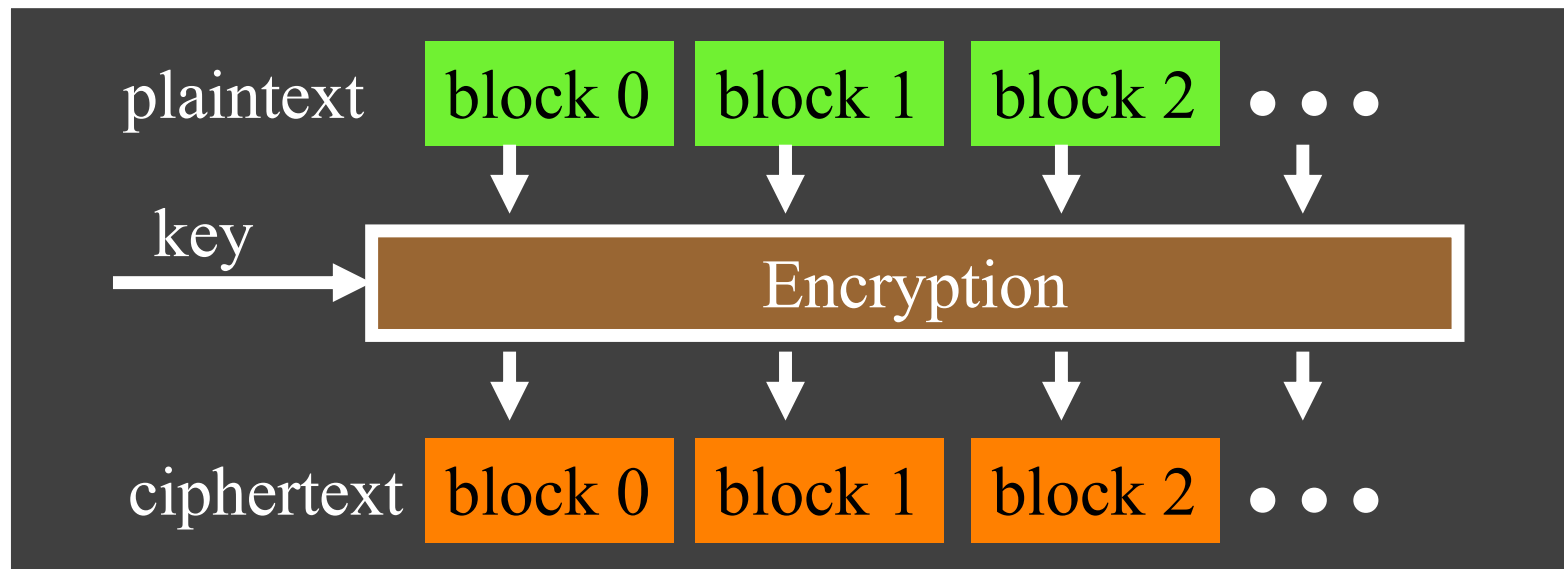 plaintext block 0 block 1 block 2 • • •
key
Encryption
ciphertext block 0 block 1 block 2 • • •